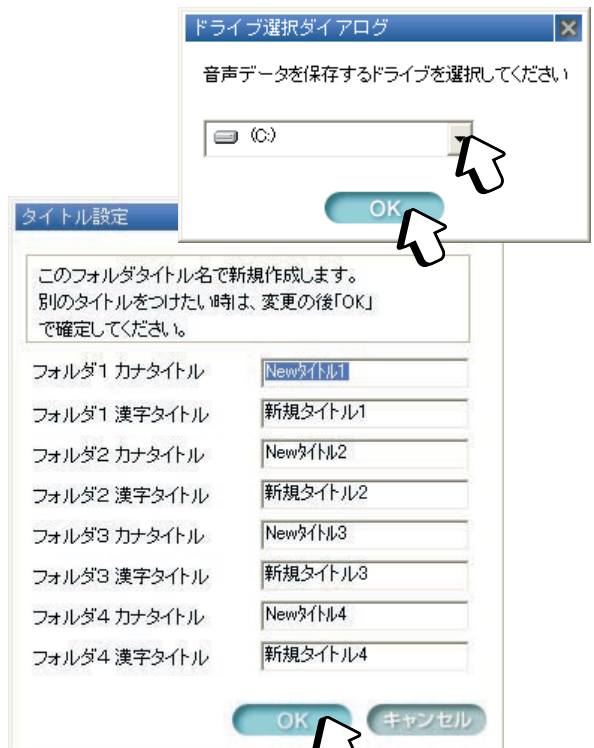 ドライブ選択ダイアログ
音声データを保存するドライブを選択してください
(C:)
OK
タイトル設定
このフォルダタイトル名で新規作成します。
別のタイトルをつけたい時は、変更の後「OK」
で確定してください。
フォルダ1 カナタイトル Newﾀｲﾄﾙ1
フォルダ1 漢字タイトル 新規タイトル1
フォルダ2 カナタイトル Newﾀｲﾄﾙ2
フォルダ2 漢字タイトル 新規タイトル2
フォルダ3 カナタイトル Newﾀｲﾄﾙ3
フォルダ3 漢字タイトル 新規タイトル3
フォルダ4 カナタイトル Newﾀｲﾄﾙ4
フォルダ4 漢字タイトル 新規タイトル4
OK キャンセル